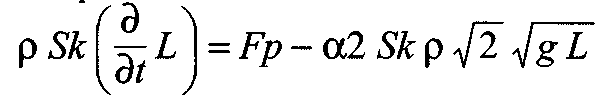 ρ Sk (∂/∂t L) = Fp − α2 Sk ρ √2 √g L